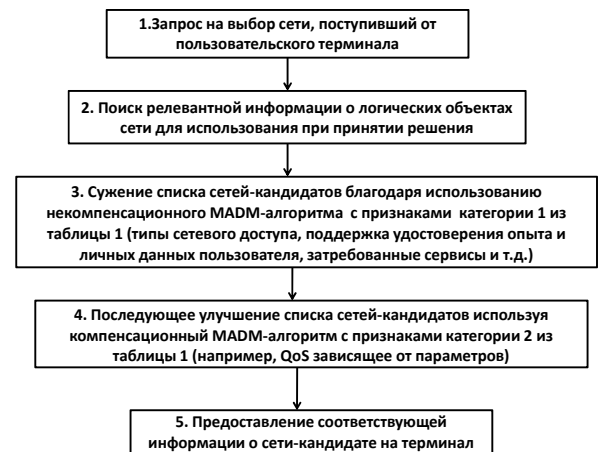 1.Запрос на выбор сети, поступивший от
пользовательского терминала
2. Поиск релевантной информации о логических объектах
сети для использования при принятии решения
3. Сужение списка сетей-кандидатов благодаря использованию
некомпенсационного MADM-алгоритма с признаками категории 1 из
таблицы 1 (типы сетевого доступа, поддержка удостоверения опыта и
личных данных пользователя, затребованные сервисы и т.д.)
4. Последующее улучшение списка сетей-кандидатов используя
компенсационный MADM-алгоритм с признаками категории 2 из
таблицы 1 (например, QoS зависящее от параметров)
5. Предоставление соответствующей
информации о сети-кандидате на терминал